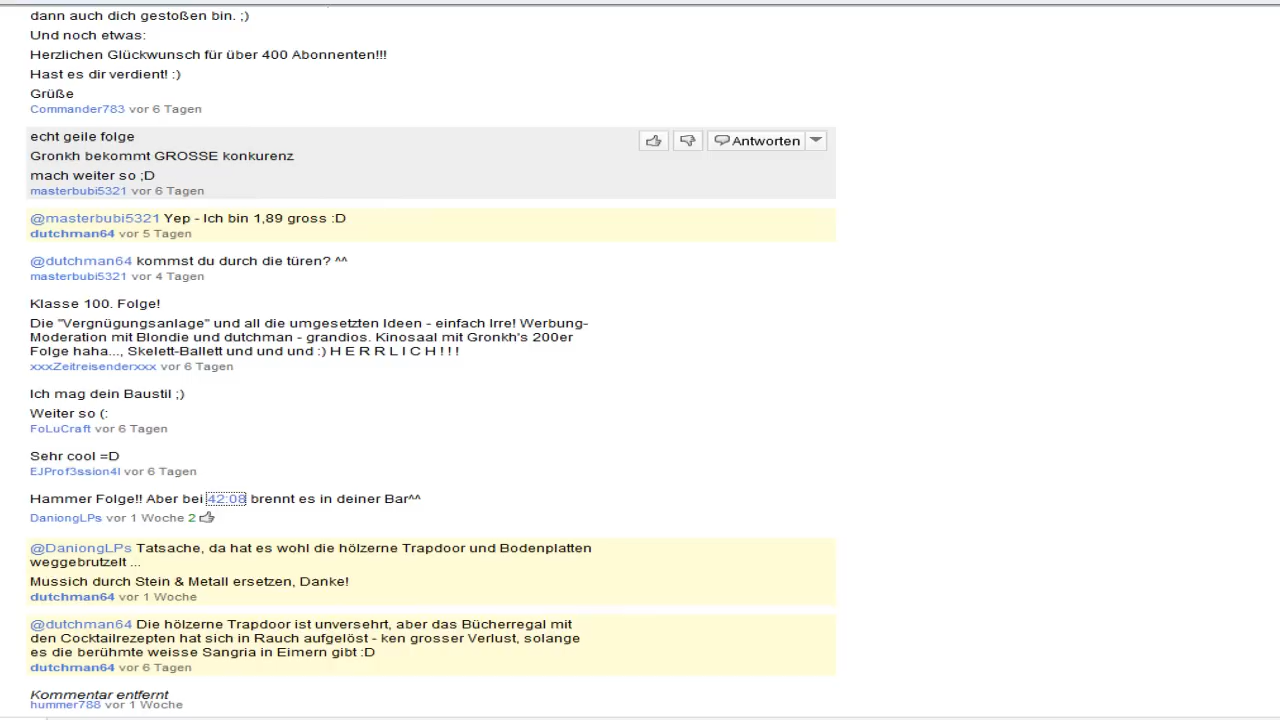 dann auch dich gestoßen bin. ;)
Und noch etwas:
Herzlichen Glückwunsch für über 400 Abonnenten!!!
Hast es dir verdient! :)
Grüße
Commander783 vor 6 Tagen
echt geile folge
Antworten
Gronkh bekommt GROSSE konkurenz
mach weiter so ;D
masterbubi5321 vor 6 Tagen
@masterbubi5321 Yep - Ich bin 1,89 gross :D
dutchman64 vor 5 Tagen
@dutchman64 kommst du durch die türen? ^^
masterbubi5321 vor 4 Tagen
Klasse 100. Folge!
Die "Vergnügungsanlage" und all die umgesetzten Ideen - einfach Irre! Werbung-
Moderation mit Blondie und dutchman - grandios. Kinosaal mit Gronkh's 200er
Folge haha..., Skelett-Ballett und und und :) H E R R L I C H ! ! !
xxxZeitreisenderxxx vor 6 Tagen
Ich mag dein Baustil ;)
Weiter so (:
FoLuCraft vor 6 Tagen
Sehr cool =D
EJProf3ssion4l vor 6 Tagen
Hammer Folge!! Aber bei 42:08 brennt es in deiner Bar^^
DaniongLPs vor 1 Woche 2
@DaniongLPs Tatsache, da hat es wohl die hölzerne Trapdoor und Bodenplatten
weggebrutzelt ...
Mussich durch Stein & Metall ersetzen, Danke!
dutchman64 vor 1 Woche
@dutchman64 Die hölzerne Trapdoor ist unversehrt, aber das Bücherregal mit
den Cocktailrezepten hat sich in Rauch aufgelöst - ken grosser Verlust, solange
es die berühmte weisse Sangria in Eimern gibt :D
dutchman64 vor 6 Tagen
Kommentar entfernt
hummer788 vor 1 Woche